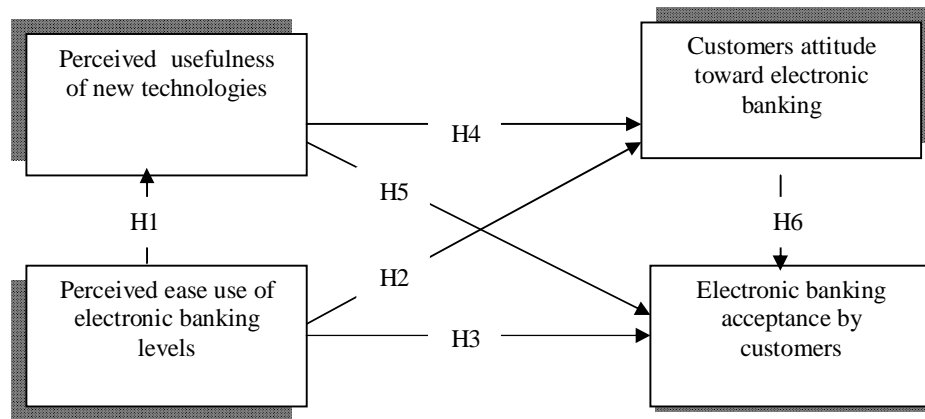 Perceived usefulness
of new technologies
Customers attitude
toward electronic
banking
H4
H5
H1
H6
H2
Perceived ease use of
electronic banking
levels
Electronic banking
acceptance by
customers
H3